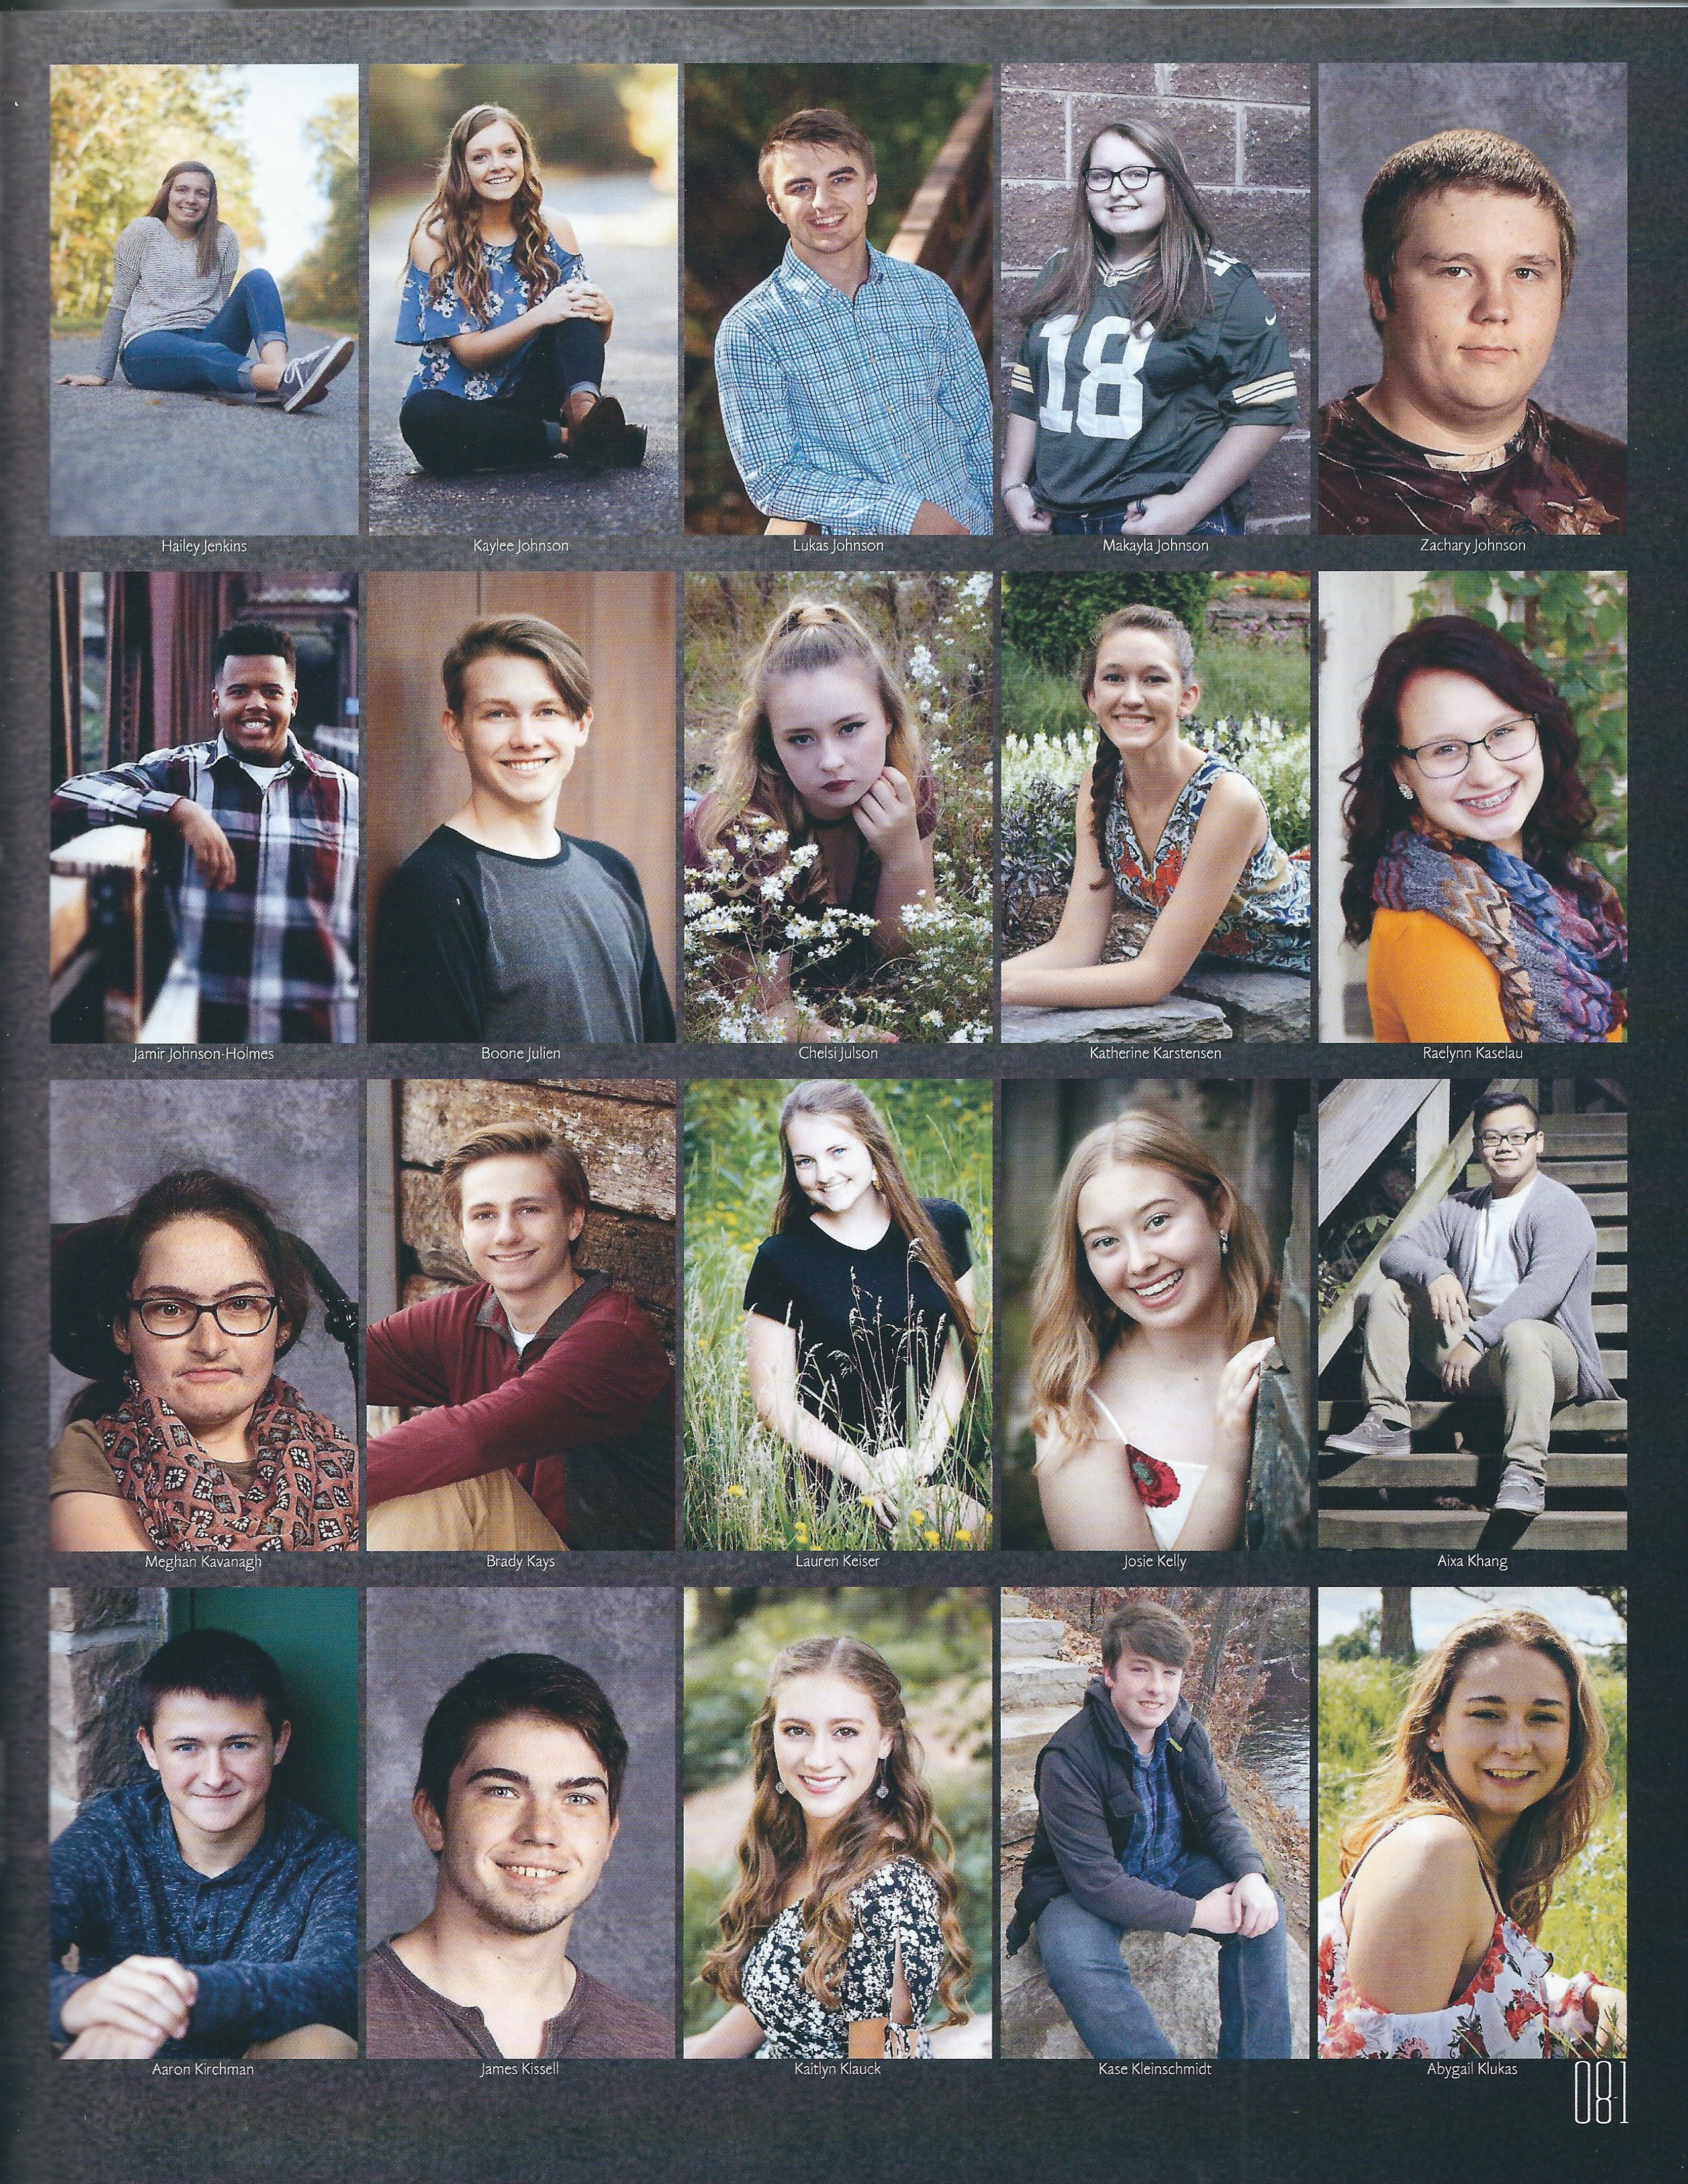 18
18
Hailey Jenkins
Kaylee Johnson
Lukas Johnson
Makayla Johnson
Zachary Johnson
Jamir Johnson-Holmes
Boone Julien
Chelsi Julson
Katherine Karstensen
Raelynn Kaselau
Meghan Kavanagh
Brady Kays
Lauren Keiser
Josie Kelly
Aixa Khang
Aaron Kirchman
James Kissell
Kaitlyn Klauck
Kase Kleinschmidt
Abygail Klukas
081